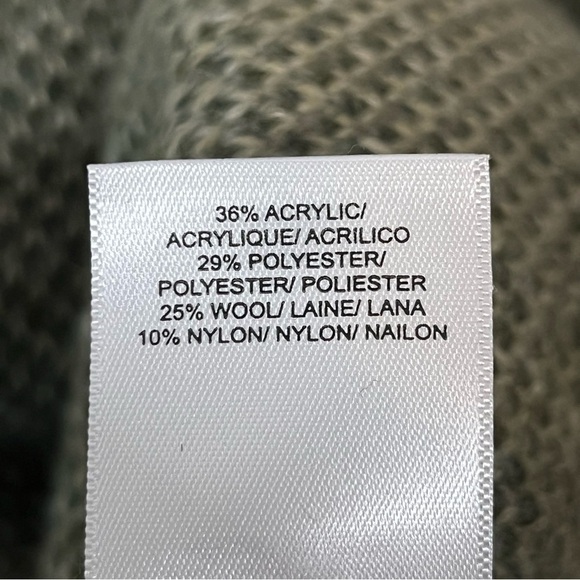 36% ACRYLIC/
ACRYLIQUE/ ACRILICO
29% POLYESTER/
POLYESTER/ POLIESTER
25% WOOL/ LAINE/ LANA
10% NYLON/ NYLON/ NAILON